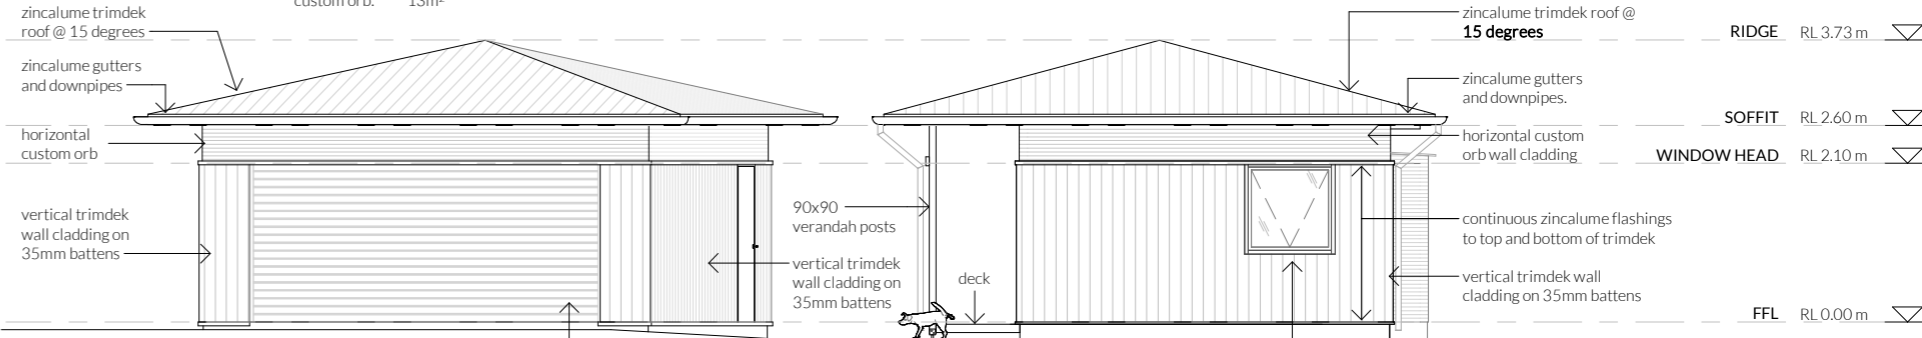 custom orb. 13m²
zincalume trimdek
roof @ 15 degrees
zincalume gutters
and downpipes
horizontal
custom orb
vertical trimdek
wall cladding on
35mm battens
90x90
verandah posts
vertical trimdek
wall cladding on
35mm battens
deck
zincalume trimdek roof @
15 degrees
zincalume gutters
and downpipes.
horizontal custom
orb wall cladding
continuous zincalume flashings
to top and bottom of trimdek
vertical trimdek wall
cladding on 35mm battens
RIDGE RL 3.73 m
SOFFIT RL 2.60 m
WINDOW HEAD RL 2.10 m
FFL RL 0.00 m